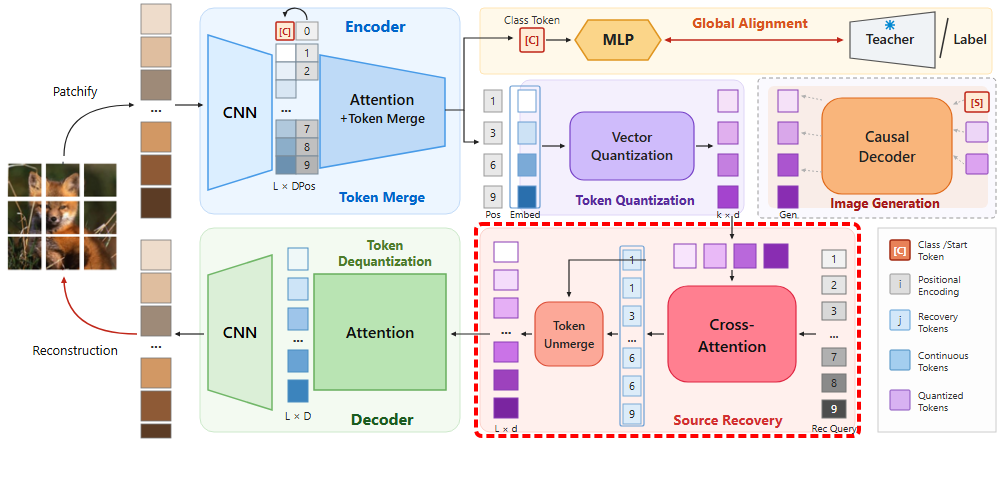 Patchify
...
Reconstruction
...
Encoder
CNN
[C]
0
1
2
...
7
8
9
L × D
Pos
Attention
+Token Merge
Token Merge
Class Token
[C]
MLP
Global Alignment
Teacher
Label
1
3
6
9
Pos
Embed
Vector
Quantization
Token Quantization
k × d
Gen
Causal
Decoder
[S]
Image Generation
CNN
Token
Dequantization
...
L × D
Attention
Decoder
...
L × d
Token
Unmerge
1
1
3
...
6
6
9
Cross-
Attention
Source Recovery
1
2
3
...
7
8
9
Rec Query
[C]
Class /Start
Token
i
Positional
Encoding
j
Recovery
Tokens
Continuous
Tokens
Quantized
Tokens